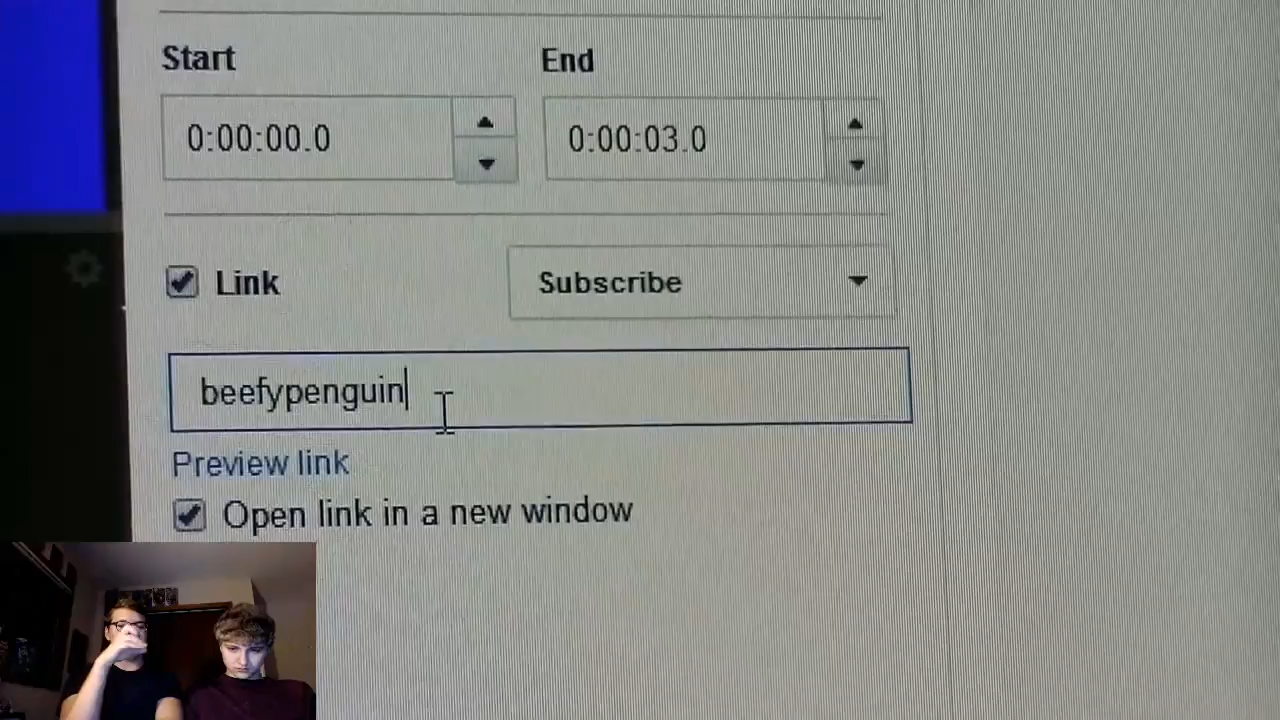 Start End
0:00:00.0 0:00:03.0
Link Subscribe
beefypenguin
Preview link
Open link in a new window